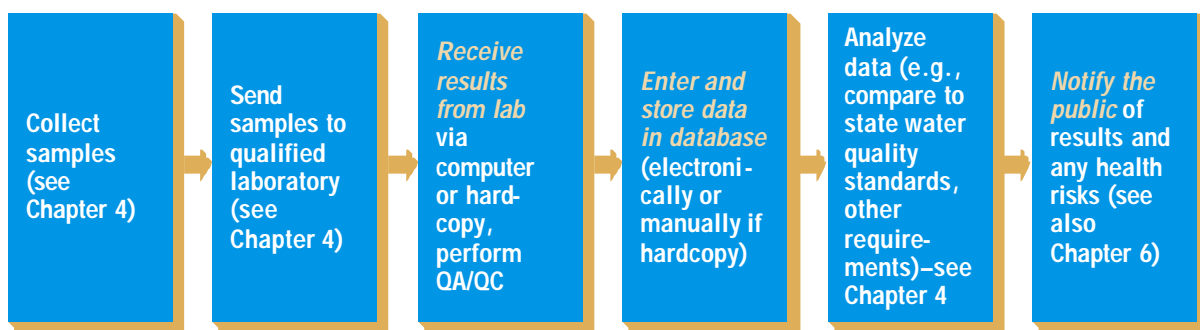 Collect
samples
(see
Chapter 4)
Send
samples to
qualified
laboratory
(see
Chapter 4)
Receive
results
from lab
via
computer
or hard-
copy,
perform
QA/QC
Enter and
store data
in database
(electroni-
cally or
manually if
hardcopy)
Analyze
data (e.g.,
compare to
state water
quality
standards,
other
require-
ments)–see
Chapter 4
Notify the
public of
results and
any health
risks (see
also
Chapter 6)